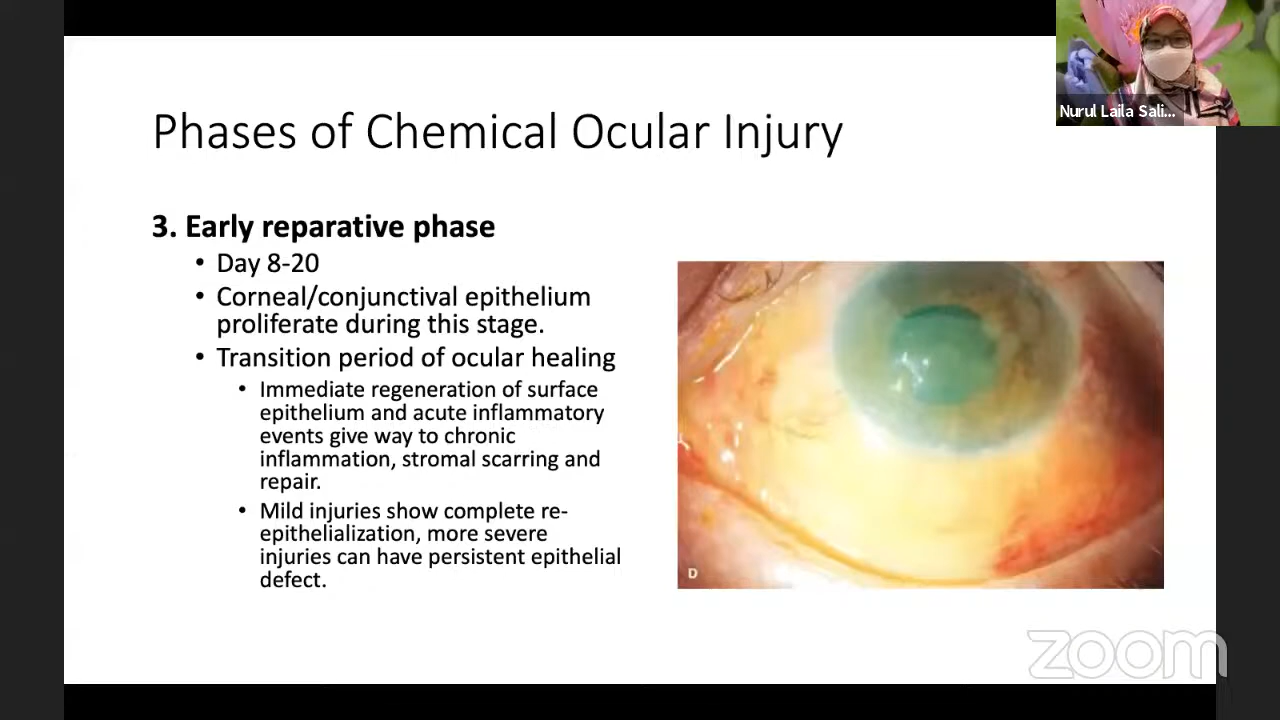 Nurul Laila Sali...
Phases of Chemical Ocular Injury
3. Early reparative phase
• Day 8-20
• Corneal/conjunctival epithelium
proliferate during this stage.
• Transition period of ocular healing
• Immediate regeneration of surface
epithelium and acute inflammatory
events give way to chronic
inflammation, stromal scarring and
repair.
• Mild injuries show complete re-
epithelialization, more severe
injuries can have persistent epithelial
defect.
D
zoom